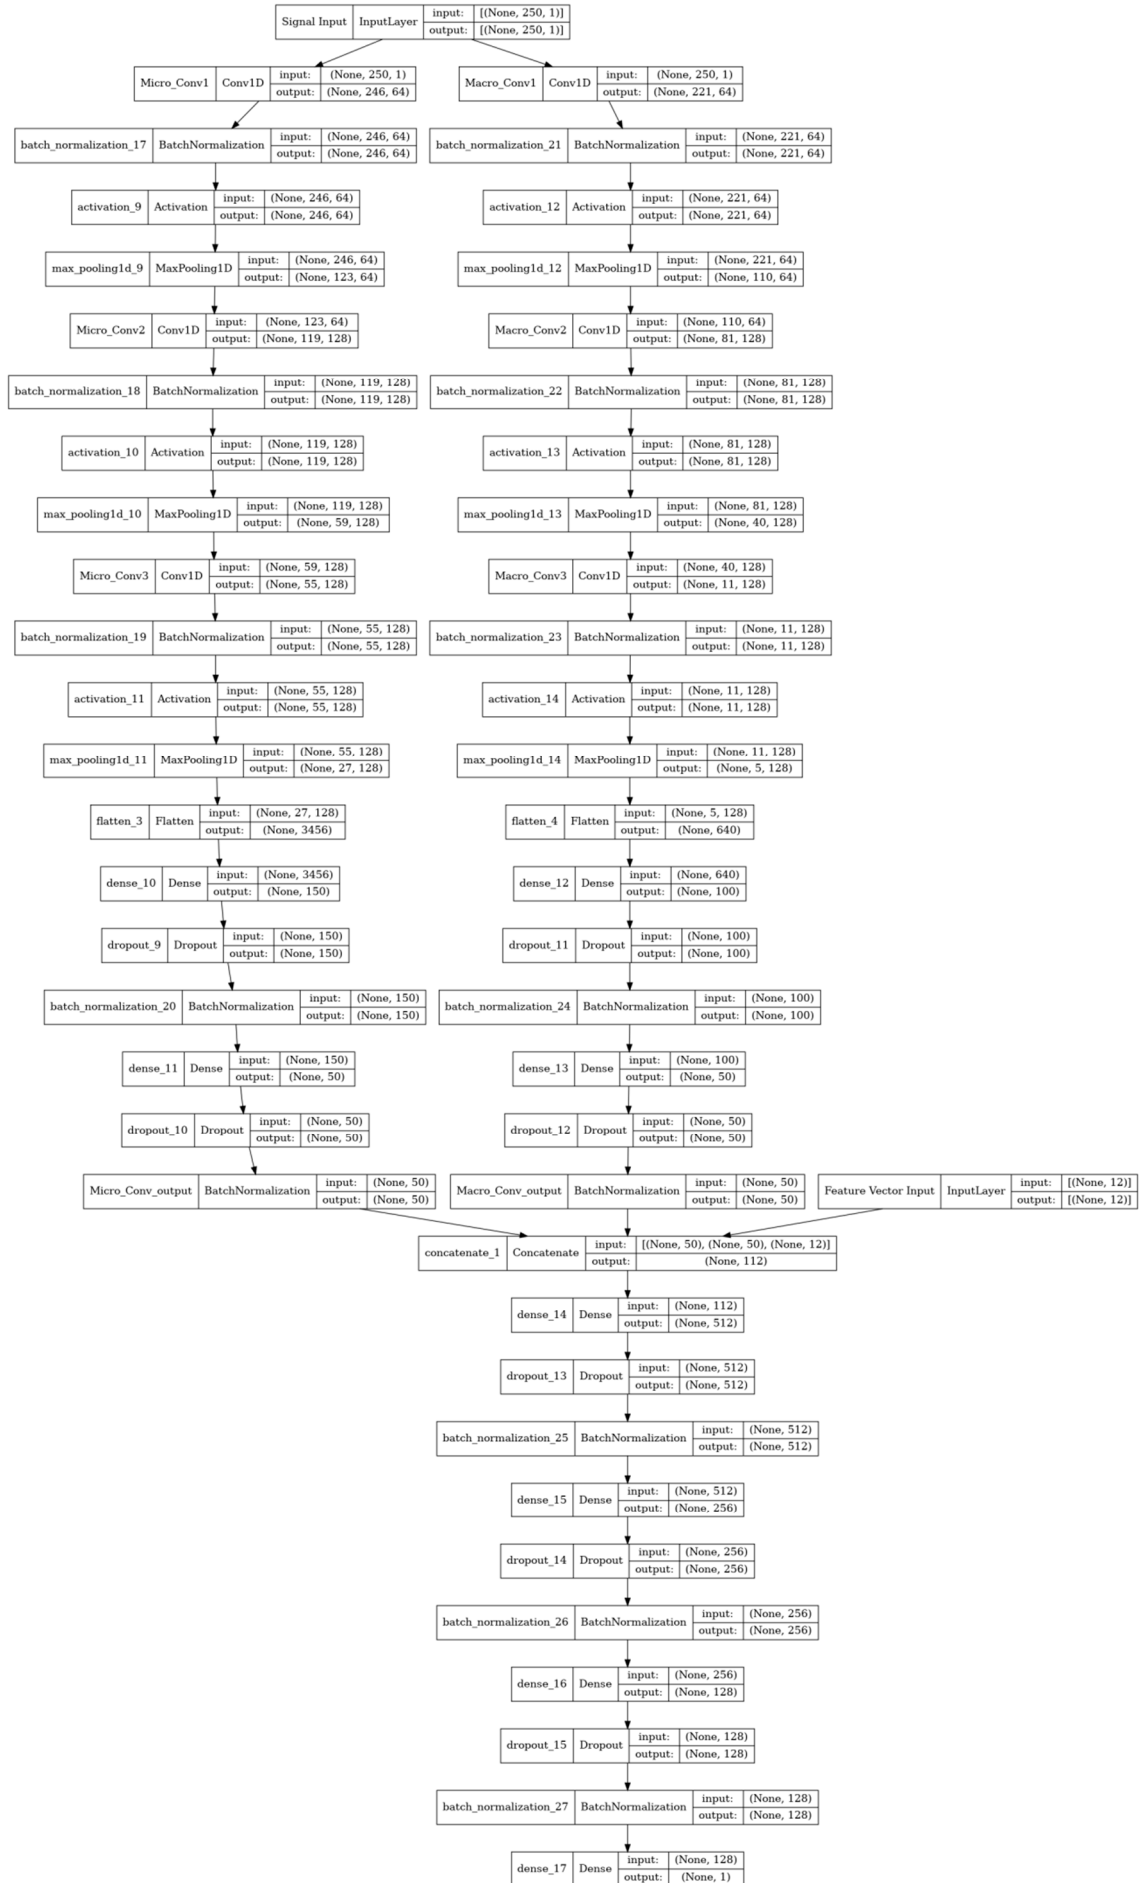 Signal Input InputLayer input: [(None, 250, 1)]
output: [(None, 250, 1)]
Micro_Conv1 Conv1D input: (None, 250, 1)
output: (None, 246, 64)
Macro_Conv1 Conv1D input: (None, 250, 1)
output: (None, 221, 64)
batch_normalization_17 BatchNormalization input: (None, 246, 64)
output: (None, 246, 64)
batch_normalization_21 BatchNormalization input: (None, 221, 64)
output: (None, 221, 64)
activation_9 Activation input: (None, 246, 64)
output: (None, 246, 64)
activation_12 Activation input: (None, 221, 64)
output: (None, 221, 64)
max_pooling1d_9 MaxPooling1D input: (None, 246, 64)
output: (None, 123, 64)
max_pooling1d_12 MaxPooling1D input: (None, 221, 64)
output: (None, 110, 64)
Micro_Conv2 Conv1D input: (None, 123, 64)
output: (None, 119, 128)
Macro_Conv2 Conv1D input: (None, 110, 64)
output: (None, 81, 128)
batch_normalization_18 BatchNormalization input: (None, 119, 128)
output: (None, 119, 128)
batch_normalization_22 BatchNormalization input: (None, 81, 128)
output: (None, 81, 128)
activation_10 Activation input: (None, 119, 128)
output: (None, 119, 128)
activation_13 Activation input: (None, 81, 128)
output: (None, 81, 128)
max_pooling1d_10 MaxPooling1D input: (None, 119, 128)
output: (None, 59, 128)
max_pooling1d_13 MaxPooling1D input: (None, 81, 128)
output: (None, 40, 128)
Micro_Conv3 Conv1D input: (None, 59, 128)
output: (None, 55, 128)
Macro_Conv3 Conv1D input: (None, 40, 128)
output: (None, 11, 128)
batch_normalization_19 BatchNormalization input: (None, 55, 128)
output: (None, 55, 128)
batch_normalization_23 BatchNormalization input: (None, 11, 128)
output: (None, 11, 128)
activation_11 Activation input: (None, 55, 128)
output: (None, 55, 128)
activation_14 Activation input: (None, 11, 128)
output: (None, 11, 128)
max_pooling1d_11 MaxPooling1D input: (None, 55, 128)
output: (None, 27, 128)
max_pooling1d_14 MaxPooling1D input: (None, 11, 128)
output: (None, 5, 128)
flatten_3 Flatten input: (None, 27, 128)
output: (None, 3456)
flatten_4 Flatten input: (None, 5, 128)
output: (None, 640)
dense_10 Dense input: (None, 3456)
output: (None, 150)
dense_12 Dense input: (None, 640)
output: (None, 100)
dropout_9 Dropout input: (None, 150)
output: (None, 150)
dropout_11 Dropout input: (None, 100)
output: (None, 100)
batch_normalization_20 BatchNormalization input: (None, 150)
output: (None, 150)
batch_normalization_24 BatchNormalization input: (None, 100)
output: (None, 100)
dense_11 Dense input: (None, 150)
output: (None, 50)
dense_13 Dense input: (None, 100)
output: (None, 50)
dropout_10 Dropout input: (None, 50)
output: (None, 50)
dropout_12 Dropout input: (None, 50)
output: (None, 50)
Micro_Conv_output BatchNormalization input: (None, 50)
output: (None, 50)
Macro_Conv_output BatchNormalization input: (None, 50)
output: (None, 50)
Feature Vector Input InputLayer input: [(None, 12)]
output: [(None, 12)]
concatenate_1 Concatenate input: [(None, 50), (None, 50), (None, 12)]
output: (None, 112)
dense_14 Dense input: (None, 112)
output: (None, 512)
dropout_13 Dropout input: (None, 512)
output: (None, 512)
batch_normalization_25 BatchNormalization input: (None, 512)
output: (None, 512)
dense_15 Dense input: (None, 512)
output: (None, 256)
dropout_14 Dropout input: (None, 256)
output: (None, 256)
batch_normalization_26 BatchNormalization input: (None, 256)
output: (None, 256)
dense_16 Dense input: (None, 256)
output: (None, 128)
dropout_15 Dropout input: (None, 128)
output: (None, 128)
batch_normalization_27 BatchNormalization input: (None, 128)
output: (None, 128)
dense_17 Dense input: (None, 128)
output: (None, 1)